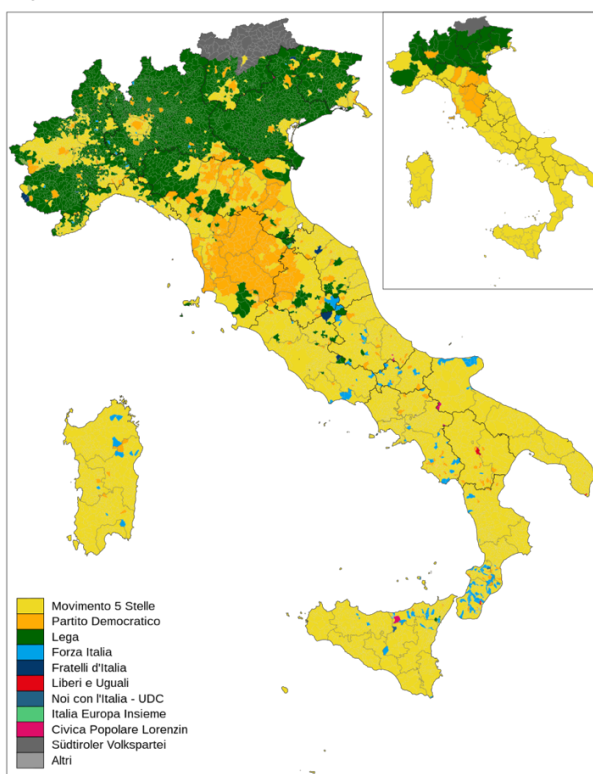 Movimento 5 Stelle
Partito Democratico
Lega
Forza Italia
Fratelli d'Italia
Liberi e Uguali
Noi con l'Italia - UDC
Italia Europa Insieme
Civica Popolare Lorenzin
Südtiroler Volkspartei
Altri